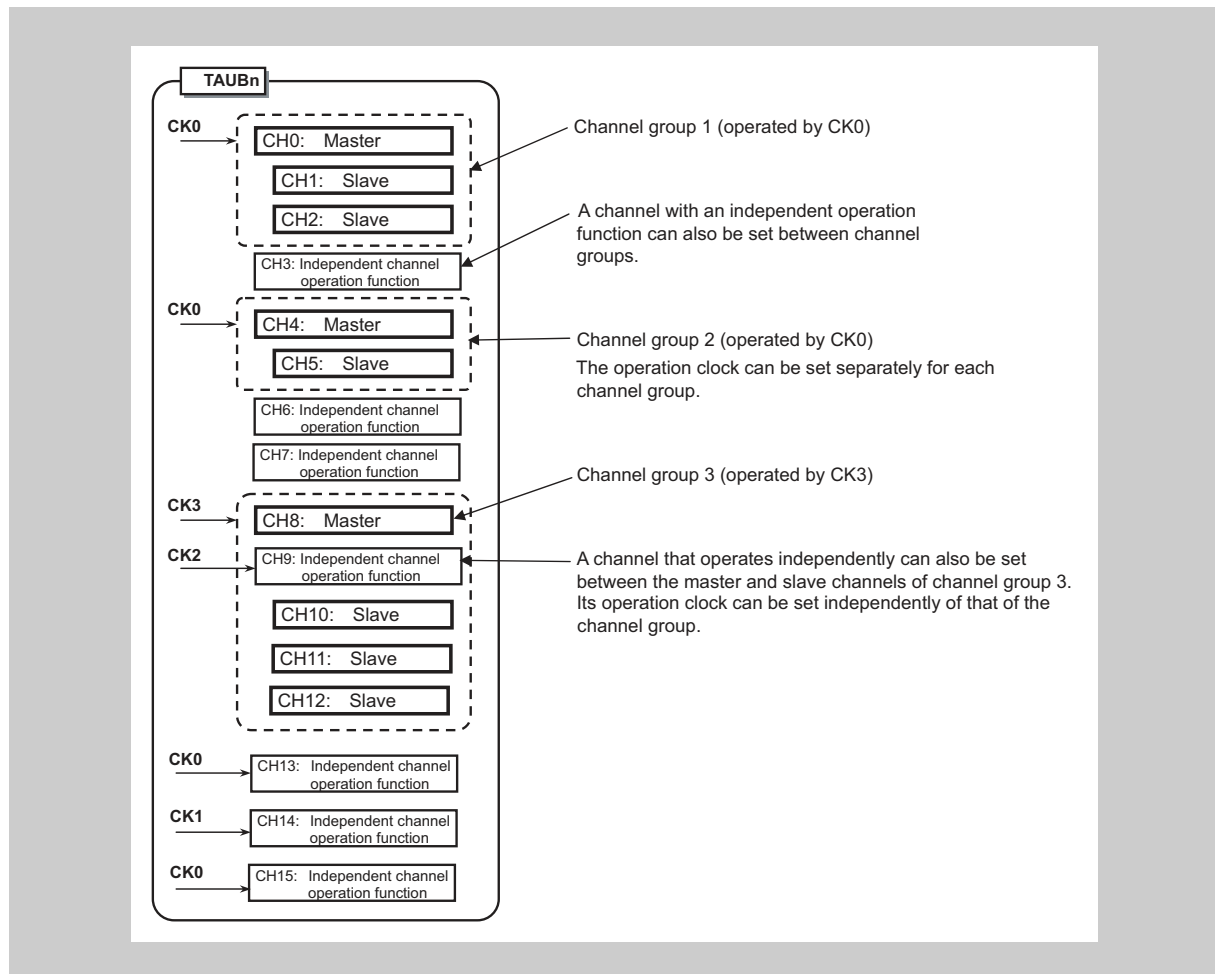 TAUBn
CK0
CH0: Master
CH1: Slave
CH2: Slave
Channel group 1 (operated by CK0)
A channel with an independent operation
function can also be set between channel
groups.
CH3: Independent channel
operation function
CK0
CH4: Master
CH5: Slave
Channel group 2 (operated by CK0)
The operation clock can be set separately for each
channel group.
CH6: Independent channel
operation function
CH7: Independent channel
operation function
Channel group 3 (operated by CK3)
CK3
CH8: Master
CK2
CH9: Independent channel
operation function
A channel that operates independently can also be set
between the master and slave channels of channel group 3.
Its operation clock can be set independently of that of the
channel group.
CH10: Slave
CH11: Slave
CH12: Slave
CK0
CH13: Independent channel
operation function
CK1
CH14: Independent channel
operation function
CK0
CH15: Independent channel
operation function